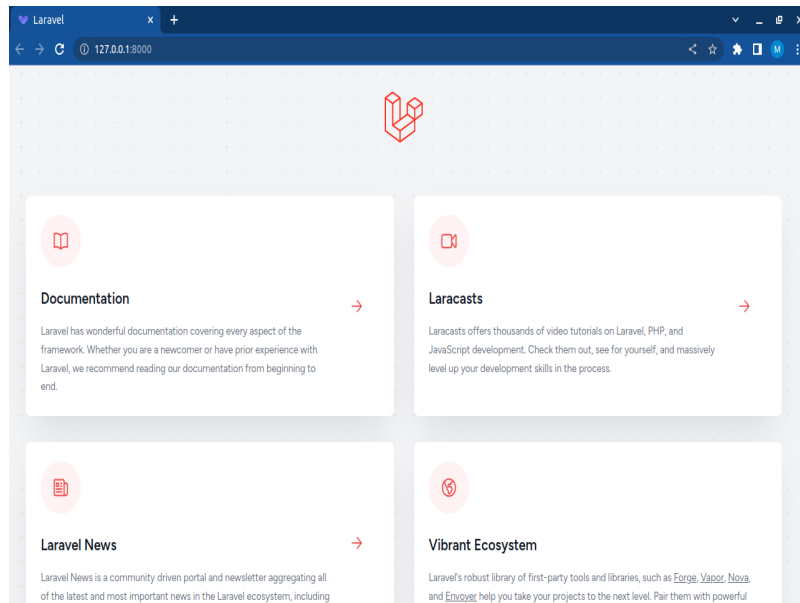 Laravel
127.0.0.1:8000
M
Documentation
Laravel has wonderful documentation covering every aspect of the
framework. Whether you are a newcomer or have prior experience with
Laravel, we recommend reading our documentation from beginning to
end.
Laracasts
Laracasts offers thousands of video tutorials on Laravel, PHP, and
JavaScript development. Check them out, see for yourself, and massively
level up your development skills in the process.
Laravel News
Laravel News is a community driven portal and newsletter aggregating all
of the latest and most important news in the Laravel ecosystem, including
Vibrant Ecosystem
Laravel's robust library of first-party tools and libraries, such as Forge, Vapor, Nova,
and Envoyer help you take your projects to the next level. Pair them with powerful